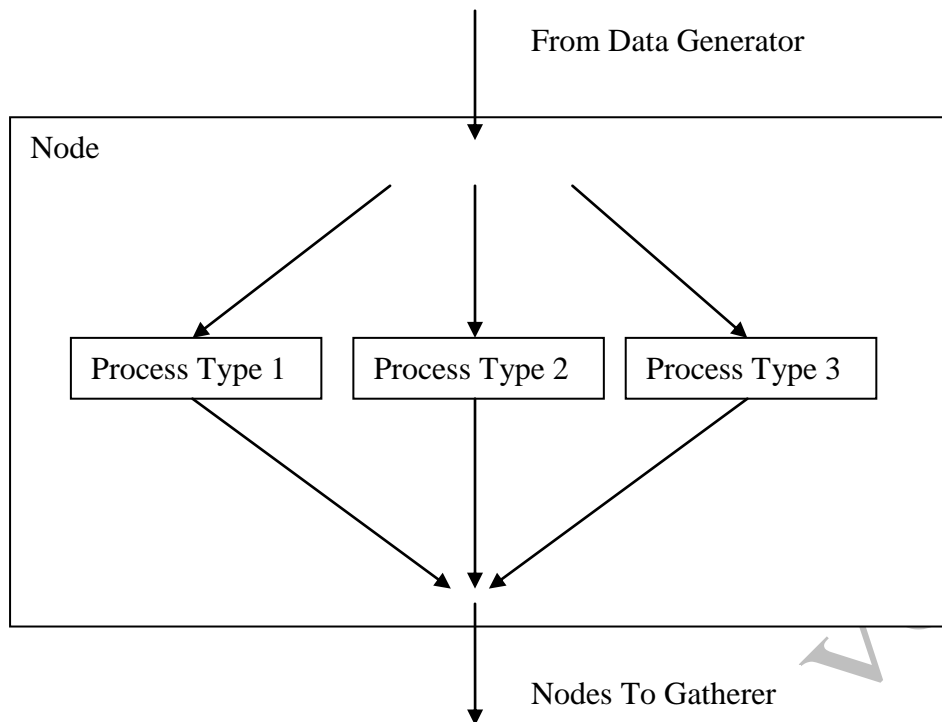 From Data Generator
Node
Process Type 1
Process Type 2
Process Type 3
Nodes To Gatherer